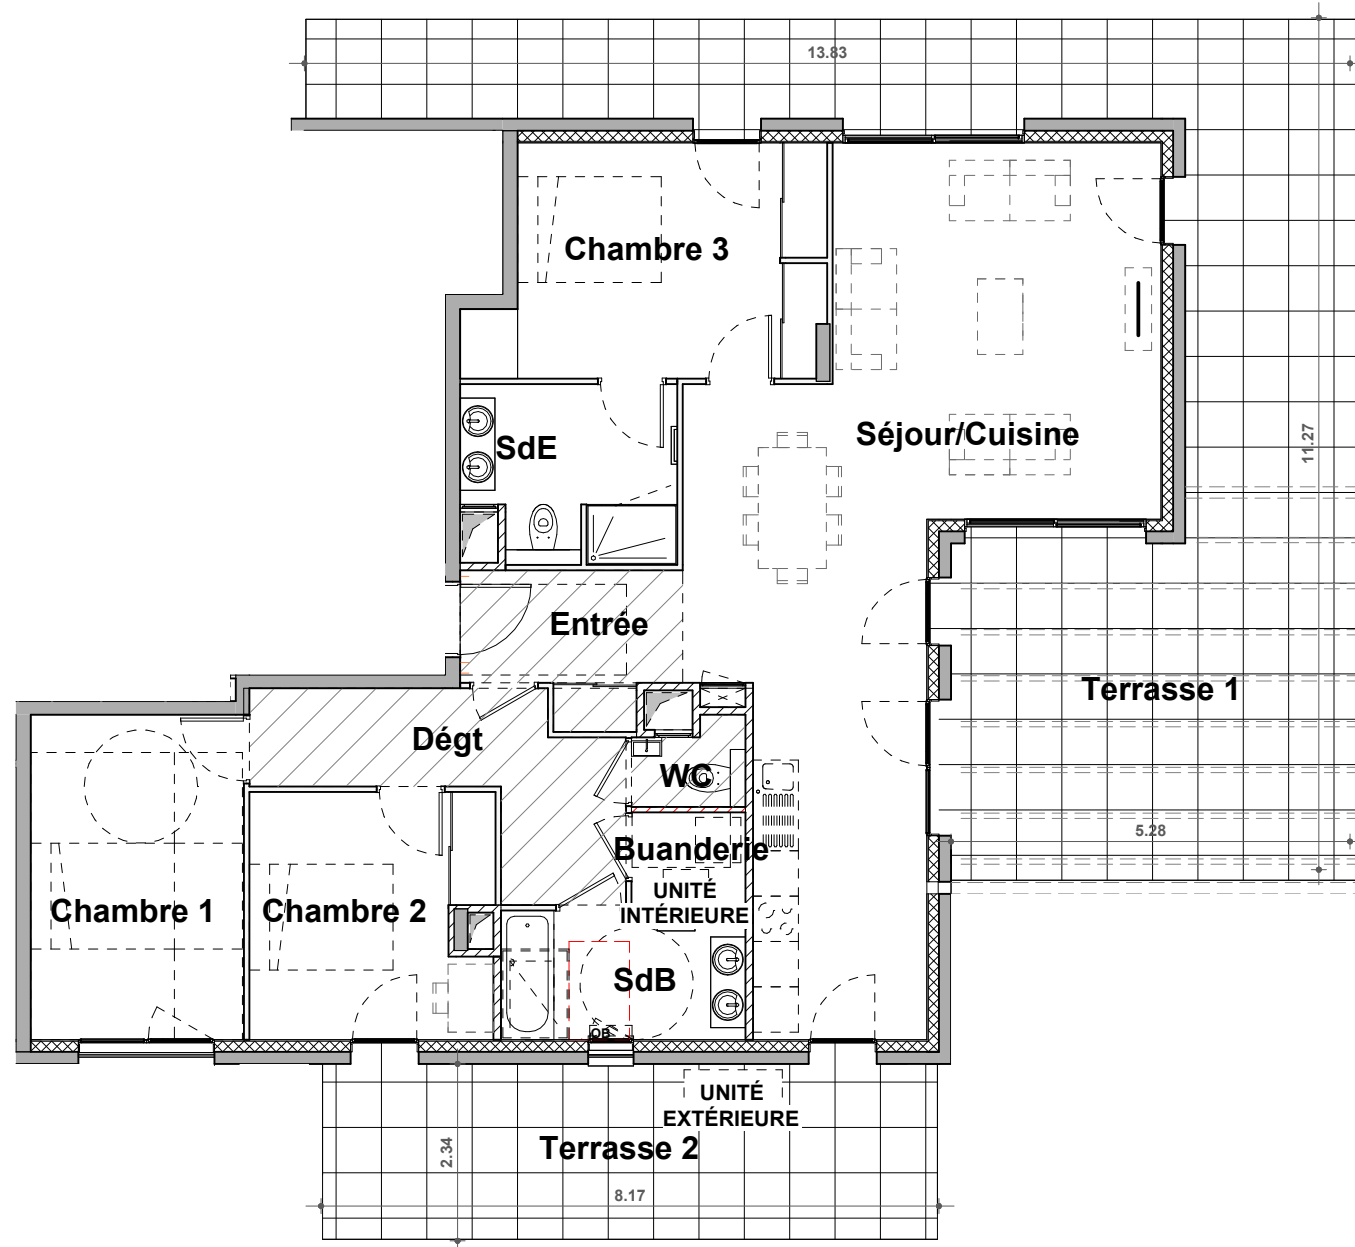 13.83
Chambre 3
Séjour/Cuisine
11.27
SdE
Entrée
Terrasse 1
Dégt
WC
5.28
Buanderie
UNITÉ
INTÉRIEURE
Chambre 1
Chambre 2
SdB
OB
UNITÉ
EXTÉRIEURE
2.34
Terrasse 2
8.17